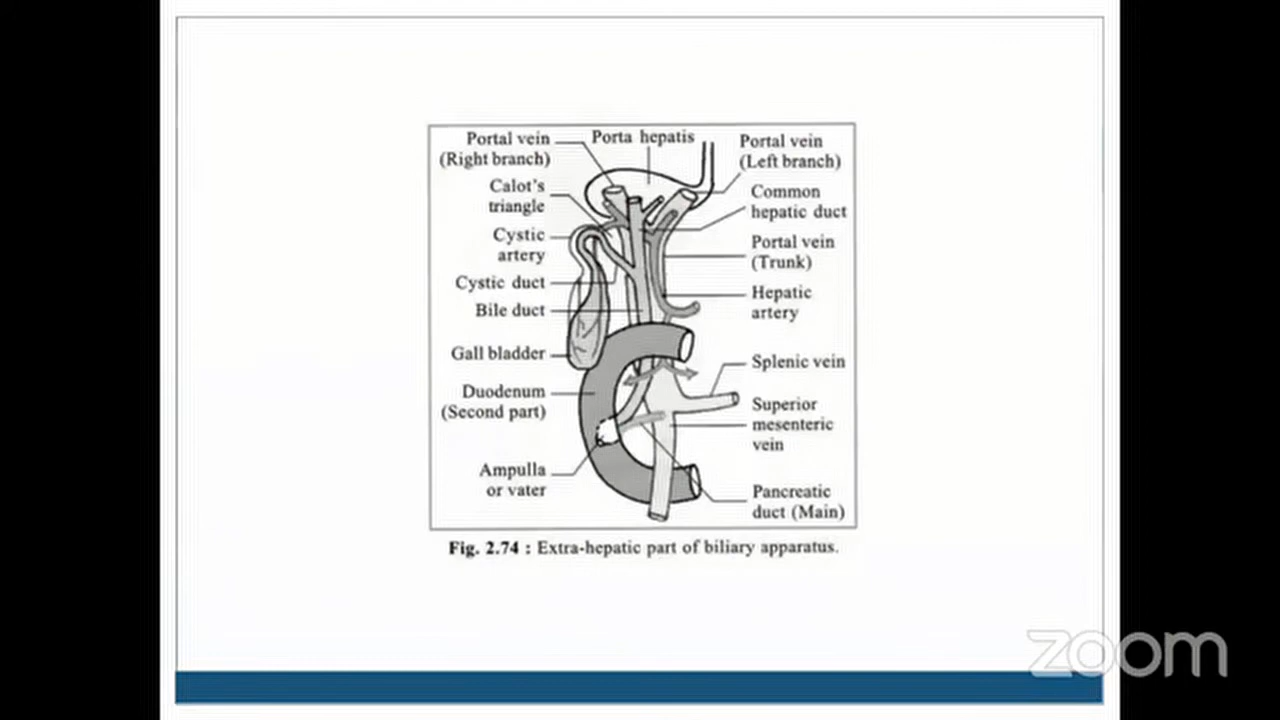 Portal vein
(Right branch)
Porta hepatis
Portal vein
(Left branch)
Calot's
triangle
Common
hepatic duct
Cystic
artery
Portal vein
(Trunk)
Cystic duct
Hepatic
artery
Bile duct
Gall bladder
Splenic vein
Duodenum
(Second part)
Superior
mesenteric
vein
Ampulla
or vater
Pancreatic
duct (Main)
Fig. 2.74 : Extra-hepatic part of biliary apparatus.
zoom